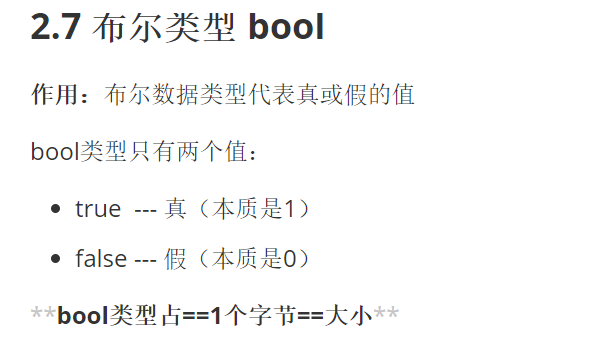 2.7 布尔类型 bool
作用：布尔数据类型代表真或假的值
bool类型只有两个值：
• true --- 真（本质是1）
• false --- 假（本质是0）
**bool类型占==1个字节==大小**